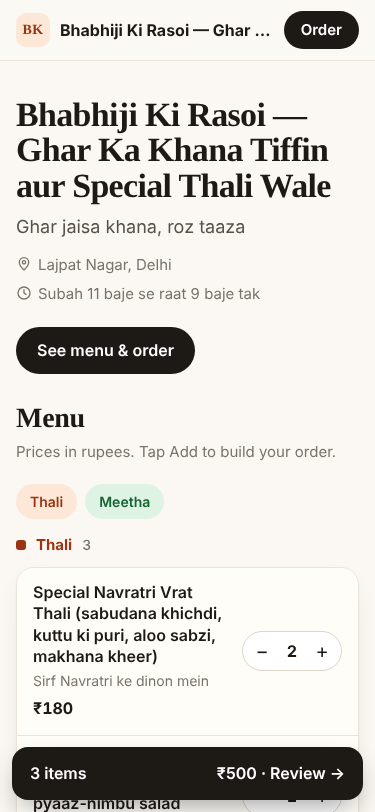 BK
Bhabhiji Ki Rasoi — Ghar ...
Order
Bhabhiji Ki Rasoi —
Ghar Ka Khana Tiffin
aur Special Thali Wale
Ghar jaisa khana, roz taaza
Lajpat Nagar, Delhi
Subah 11 baje se raat 9 baje tak
See menu & order
Menu
Prices in rupees. Tap Add to build your order.
Thali
Meetha
Thali 3
Special Navratri Vrat
Thali (sabudana khichdi,
kuttu ki puri, aloo sabzi,
makhana kheer)
Sirf Navratri ke dinon mein
₹180
− 2 +
3 items
₹500 · Review →
pyaaz-nimbu salad